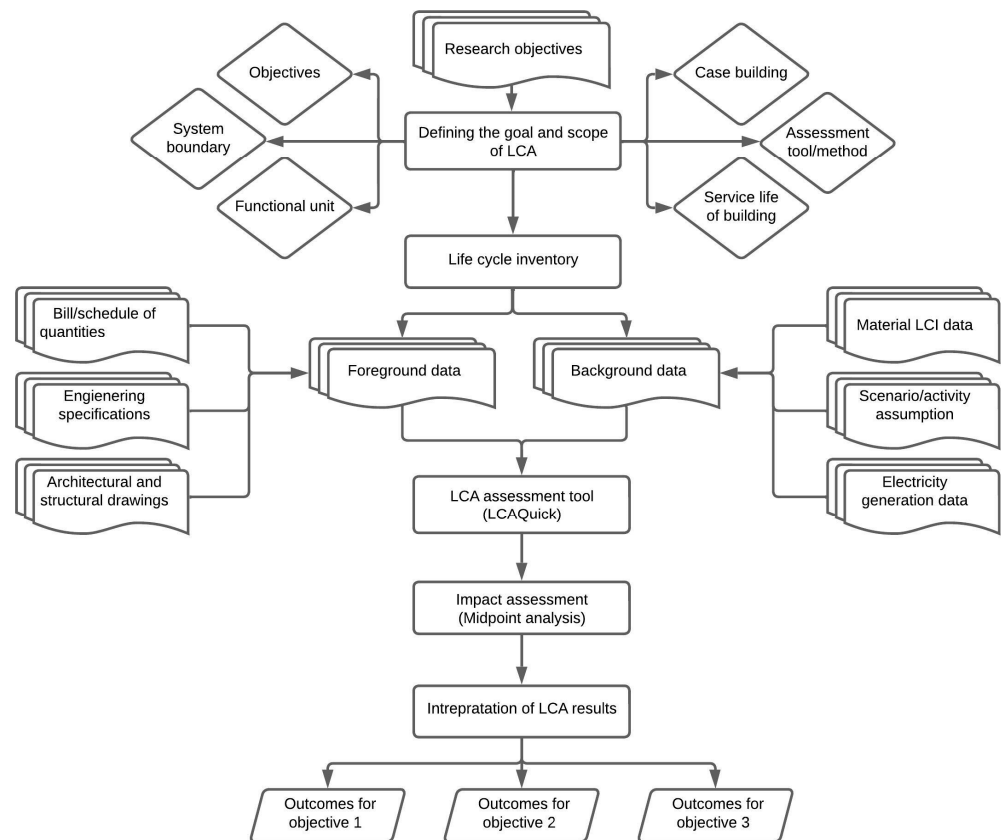 Research objectives
Objectives
Case building
System
boundary
Defining the goal and scope
of LCA
Assessment
tool/method
Functional unit
Service life
of building
Life cycle inventory
Bill/schedule of
quantities
Foreground data
Background data
Material LCI data
Engienering
specifications
Scenario/activity
assumption
Architectural and
structural drawings
LCA assessment tool
(LCAQuick)
Electricity
generation data
Impact assessment
(Midpoint analysis)
Intrepratation of LCA results
Outcomes for
objective 1
Outcomes for
objective 2
Outcomes for
objective 3